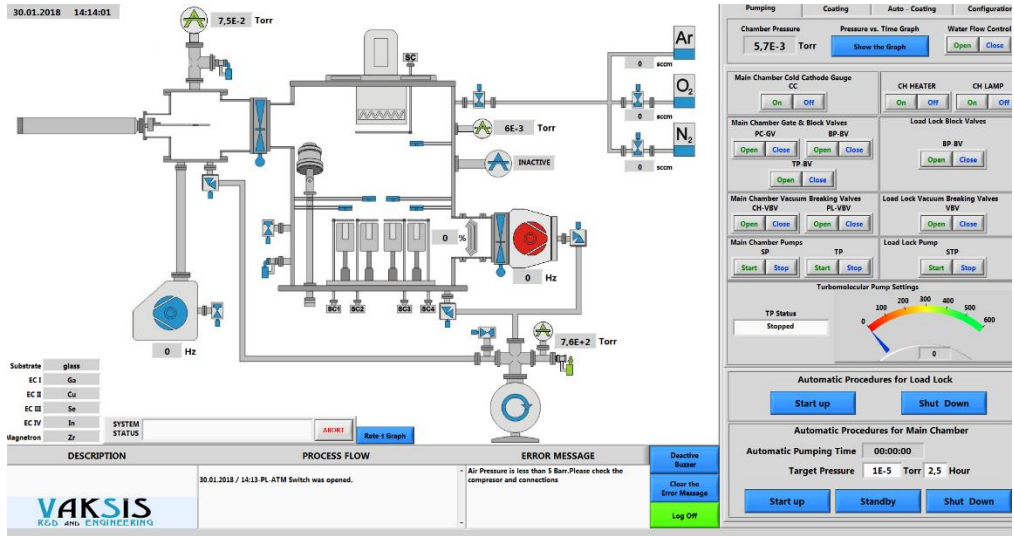 30.01.2018 14:14:01
7,5E-2 Torr
SC
Ar
0 sccm
O2
0 sccm
N2
0 sccm
6E-3 Torr
INACTIVE
0 %
0 Hz
SC1 SC2 SC3 SC4
0 Hz
7,6E+2 Torr
Substrate glass
EC I Ga
EC II Cu
EC III Se
EC IV In
Magnetron Zr
SYSTEM STATUS
ABORT
Rate-t Graph
DESCRIPTION PROCESS FLOW ERROR MESSAGE
VAKSIS
R&D AND ENGINEERING
30.01.2018 / 14:13-PL-ATM Switch was opened.
Air Pressure is less than 5 Barr.Please check the
compresor and connections
Deactive
Buzzer
Clear the
Error Message
Log Off
Pumping Coating Auto - Coating Configuration
Chamber Pressure Pressure vs. Time Graph Water Flow Control
5,7E-3 Torr Show the Graph Open Close
Main Chamber Cold Cathode Gauge
CC CH HEATER CH LAMP
On Off On Off On Off
Main Chamber Gate & Block Valves Load Lock Block Valves
PC-GV BP-BV BP-BV
Open Close Open Close Open Close
TP-BV
Open Close
Main Chamber Vacuum Breaking Valves Load Lock Vacuum Breaking Valves
CH-VBV PL-VBV VBV
Open Close Open Close Open Close
Main Chamber Pumps Load Lock Pump
SP TP STP
Start Stop Start Stop Start Stop
Turbomolecular Pump Settings
TP Status
Stopped
0 100 200 300 400 500 600
0
Automatic Procedures for Load Lock
Start up Shut Down
Automatic Procedures for Main Chamber
Automatic Pumping Time 00:00:00
Target Pressure 1E-5 Torr 2,5 Hour
Start up Standby Shut Down